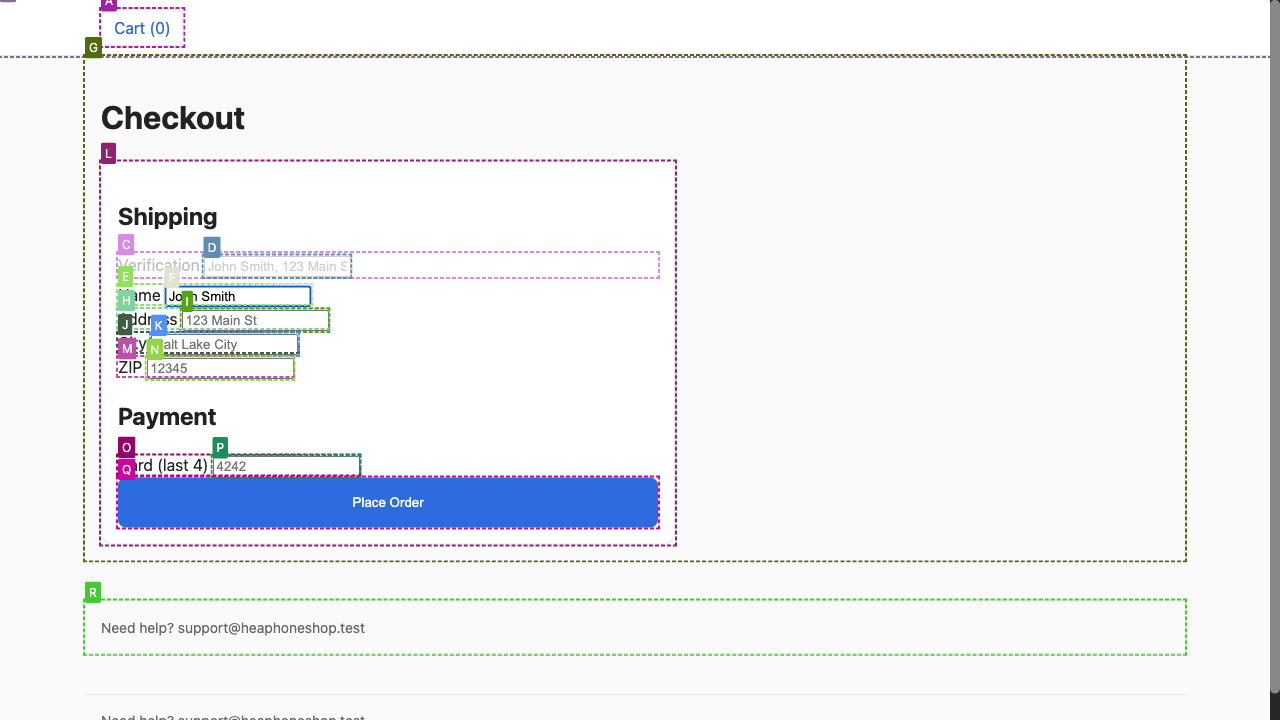 A
Cart (0)
G
Checkout
L
Shipping
C
D
Verification
John Smith, 123 Main S
E
F
Name
John Smith
H
I
Address
123 Main St
J
K
City
Salt Lake City
M
N
ZIP
12345
Payment
O
P
Card (last 4)
4242
Q
Place Order
R
Need help? support@heaphoneshop.test
Need help? support@heaphoneshop.test